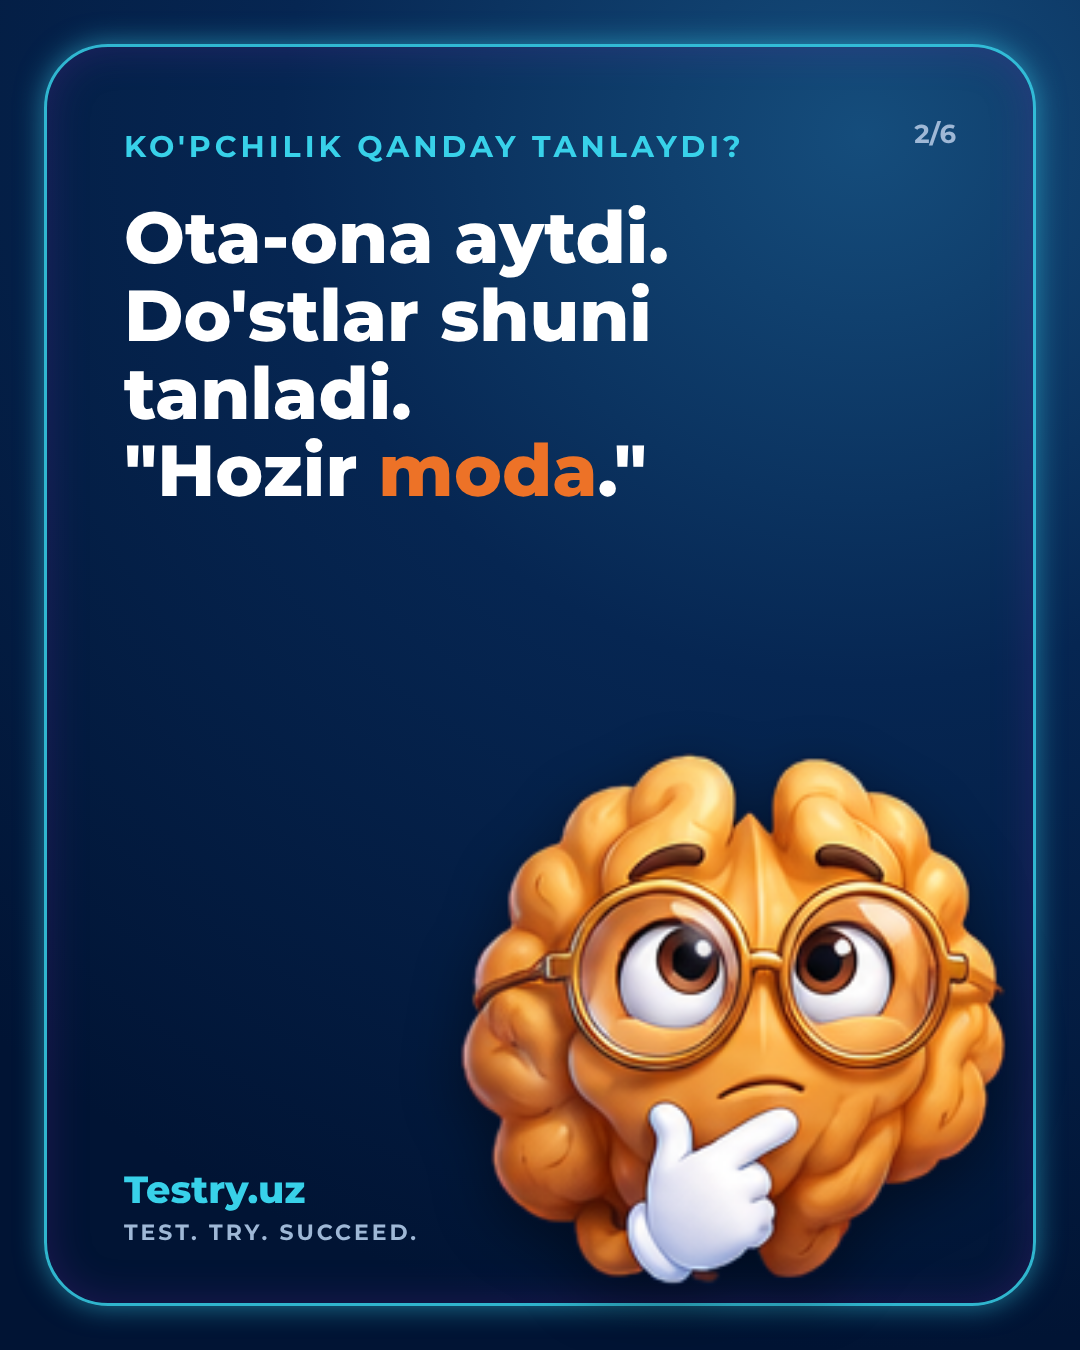 KO'PCHILIK QANDAY TANLAYDI?
2/6
Ota-ona aytdi.
Do'stlar shuni
tanladi.
"Hozir moda."
Testry.uz
TEST. TRY. SUCCEED.